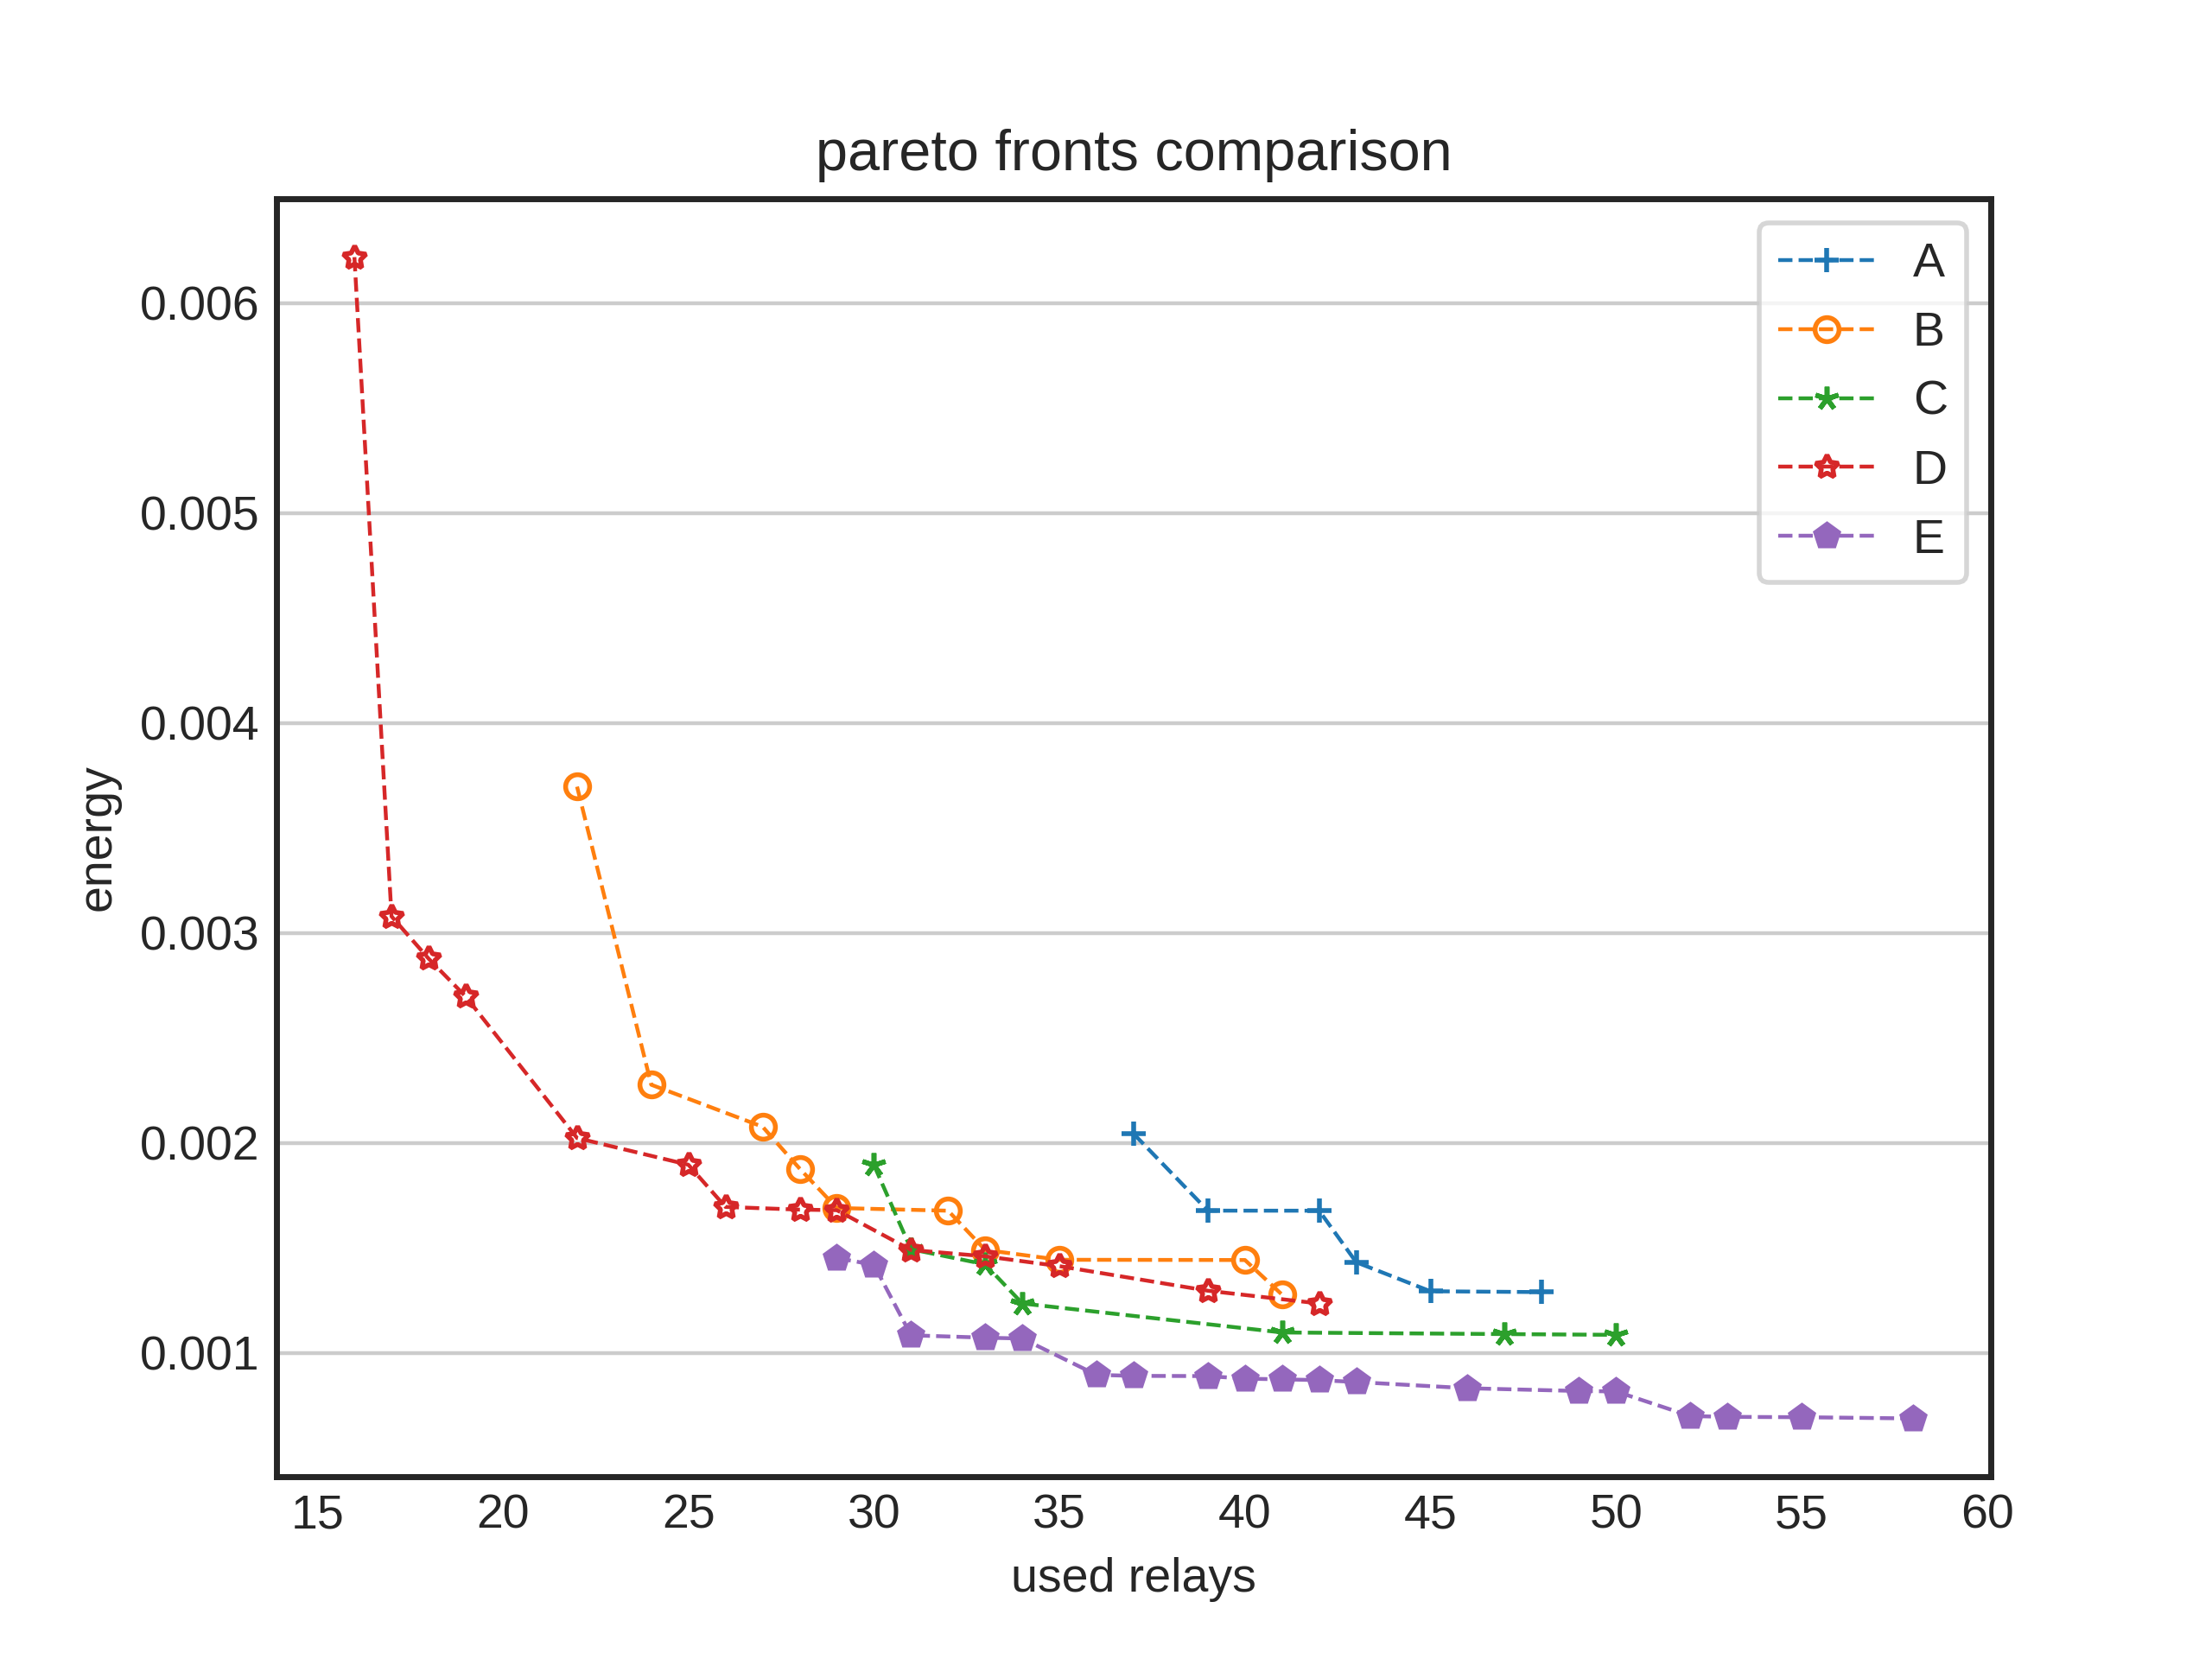 pareto fronts comparison
A
B
C
D
E
0.006
0.005
0.004
0.003
0.002
0.001
energy
15 20 25 30 35 40 45 50 55 60
used relays